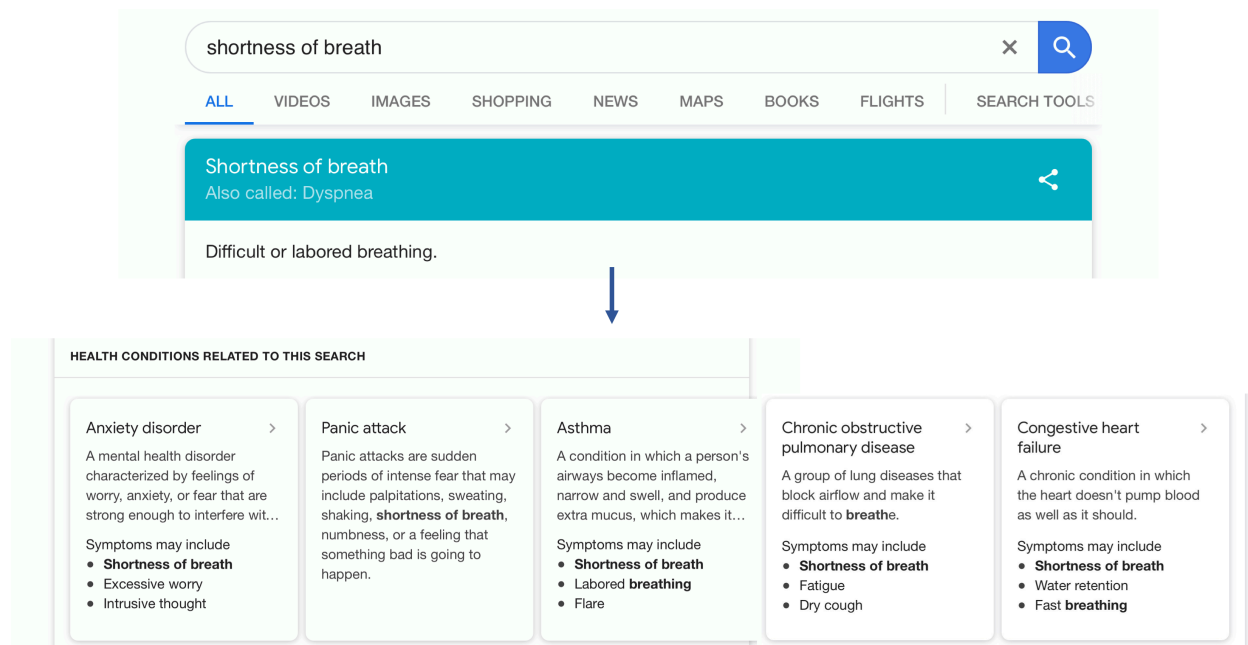 shortness of breath
ALL VIDEOS IMAGES SHOPPING NEWS MAPS BOOKS FLIGHTS SEARCH TOOLS
Shortness of breath
Also called: Dyspnea
Difficult or labored breathing.
HEALTH CONDITIONS RELATED TO THIS SEARCH
Anxiety disorder
A mental health disorder
characterized by feelings of
worry, anxiety, or fear that are
strong enough to interfere wit...
Symptoms may include
• Shortness of breath
• Excessive worry
• Intrusive thought
Panic attack
Panic attacks are sudden
periods of intense fear that may
include palpitations, sweating,
shaking, shortness of breath,
numbness, or a feeling that
something bad is going to
happen.
Asthma
A condition in which a person's
airways become inflamed,
narrow and swell, and produce
extra mucus, which makes it...
Symptoms may include
• Shortness of breath
• Labored breathing
• Flare
Chronic obstructive
pulmonary disease
A group of lung diseases that
block airflow and make it
difficult to breathe.
Symptoms may include
• Shortness of breath
• Fatigue
• Dry cough
Congestive heart
failure
A chronic condition in which
the heart doesn't pump blood
as well as it should.
Symptoms may include
• Shortness of breath
• Water retention
• Fast breathing